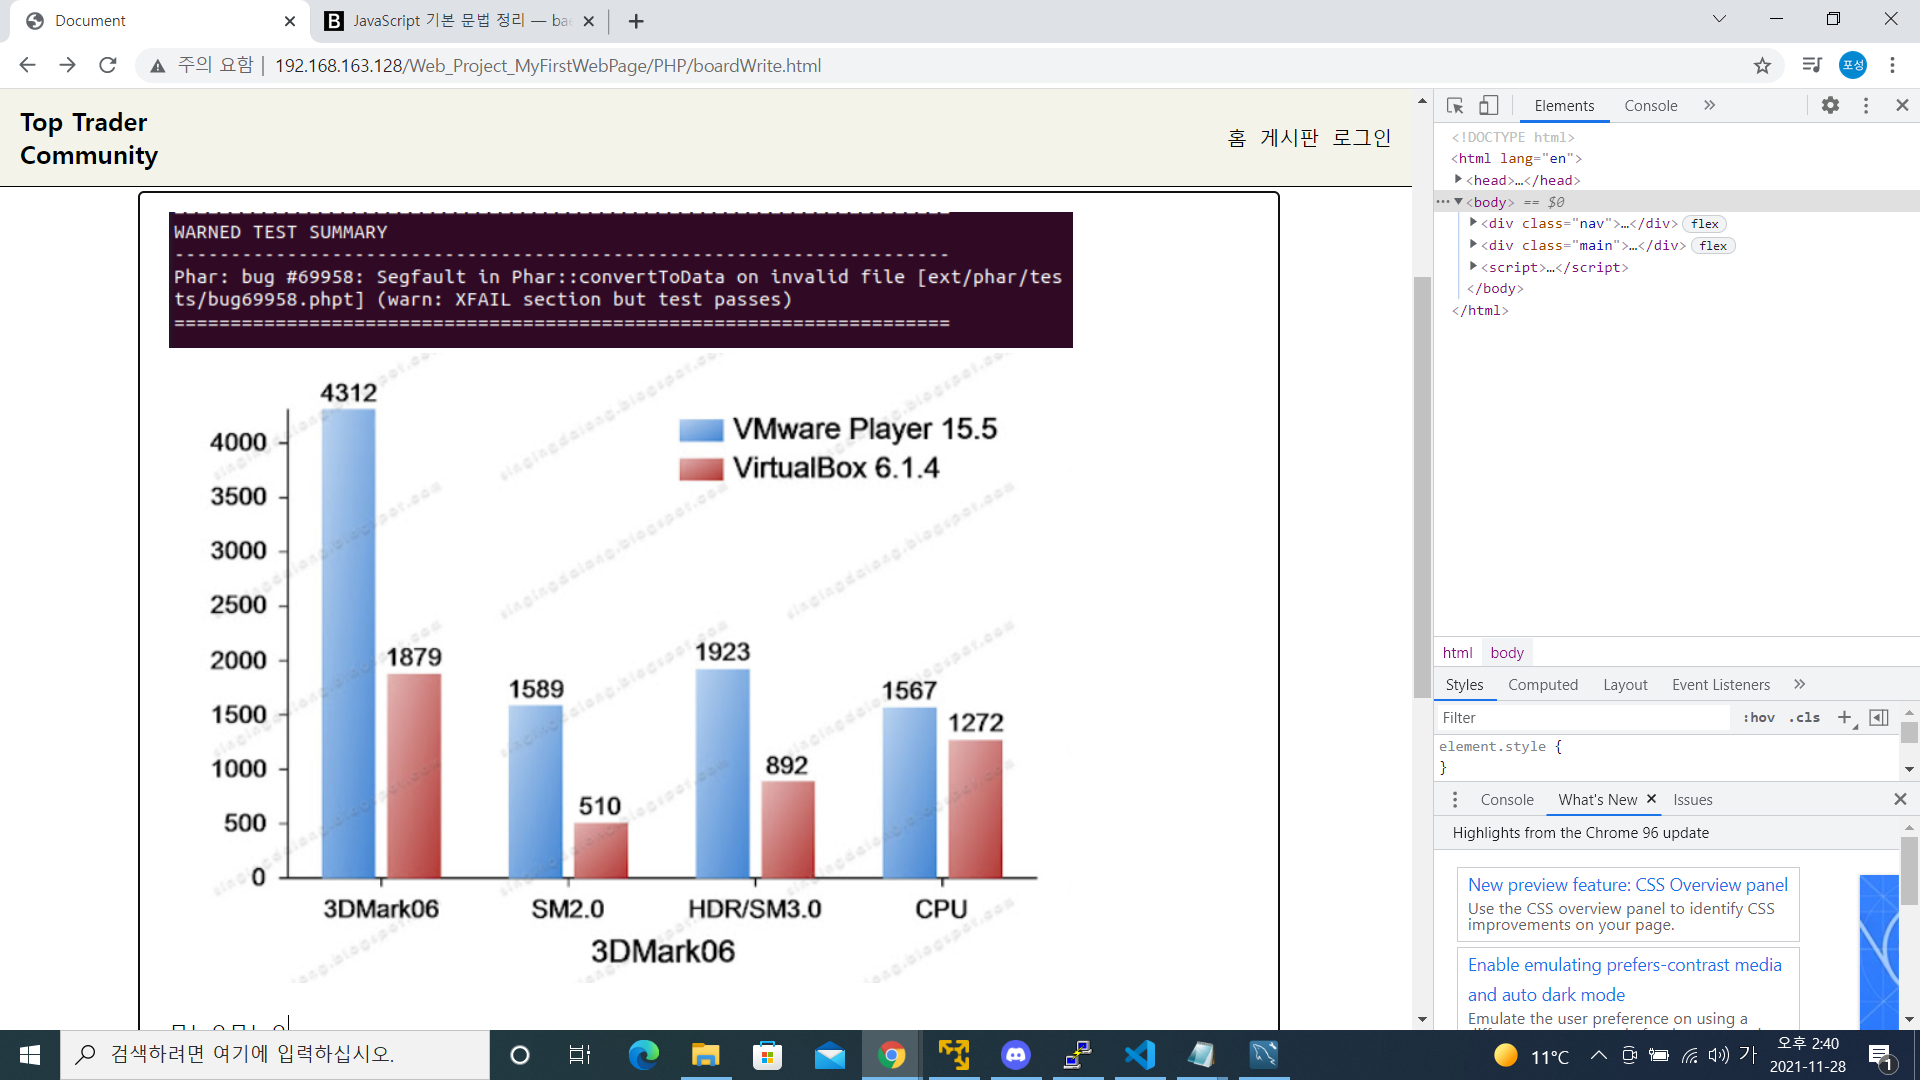 Document
JavaScript 기본 문법 정리 — ba
주의 요함 | 192.168.163.128/Web_Project_MyFirstWebPage/PHP/boardWrite.html
포성
Top Trader
Community
홈 게시판 로그인
WARNED TEST SUMMARY
---------------------------------------------------------------------
Phar: bug #69958: Segfault in Phar::convertToData on invalid file [ext/phar/tes
ts/bug69958.phpt] (warn: XFAIL section but test passes)
=====================================================================
4312
VMware Player 15.5
VirtualBox 6.1.4
4000
3500
3000
2500
2000
1500
1000
500
0
1879
1589
510
1923
892
1567
1272
3DMark06 SM2.0 HDR/SM3.0 CPU
3DMark06
singingdalong.blogspot.com
Elements Console
<!DOCTYPE html>
<html lang="en">
<head>…</head>
<body> == $0
<div class="nav">…</div> flex
<div class="main">…</div> flex
<script>…</script>
</body>
</html>
html body
Styles Computed Layout Event Listeners
Filter :hov .cls
element.style {
}
Console What's New Issues
Highlights from the Chrome 96 update
New preview feature: CSS Overview panel
Use the CSS overview panel to identify CSS
improvements on your page.
Enable emulating prefers-contrast media
and auto dark mode
Emulate the user preference on using a
검색하려면 여기에 입력하십시오.
11°C
가
오후 2:40
2021-11-28
1